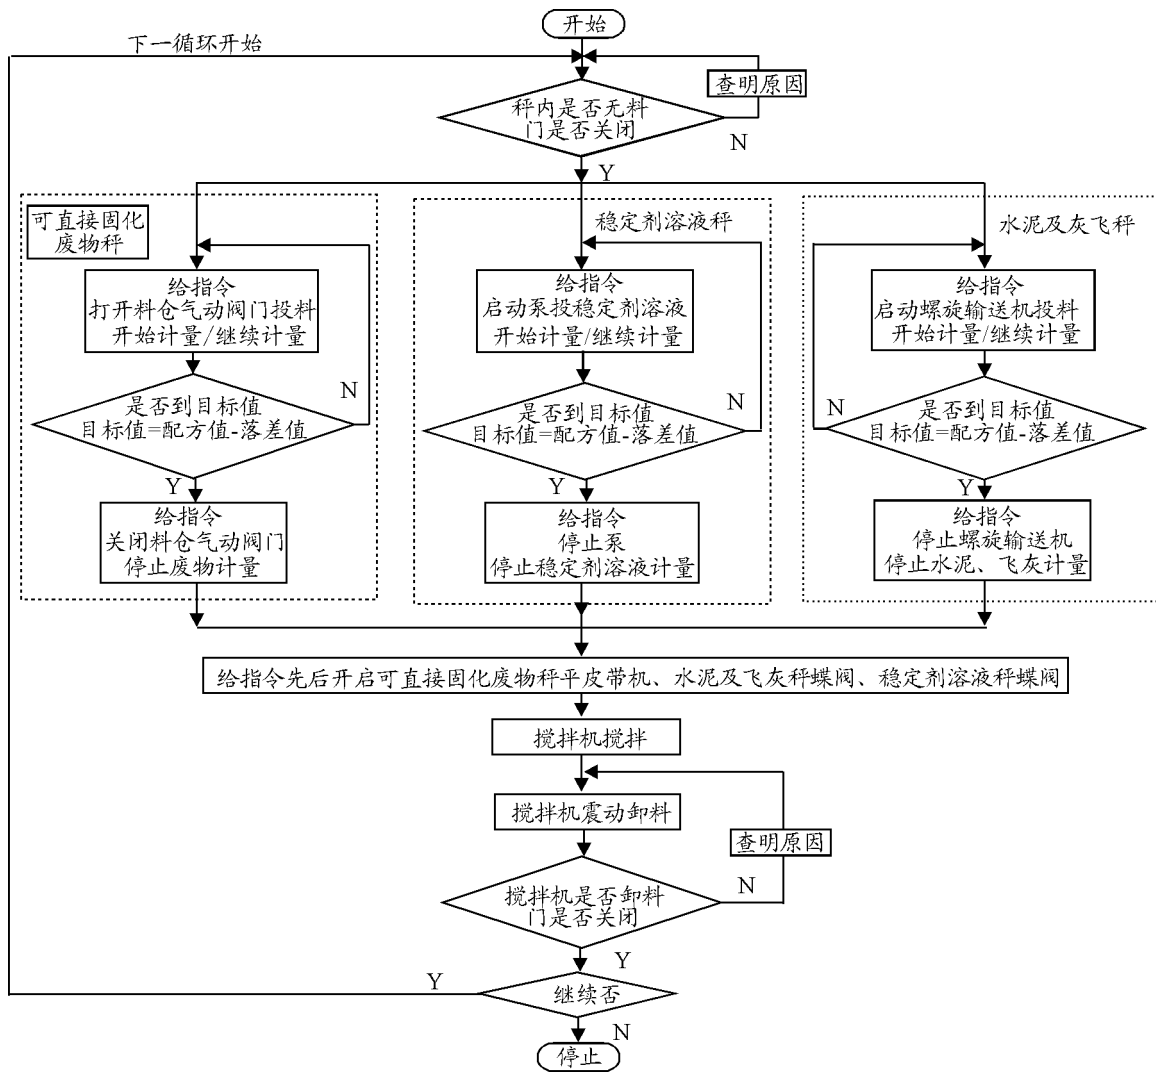 开始
下一循环开始
查明原因
秤内是否无料
门是否关闭
N
Y
可直接固化
废物秤
给指令
打开料仓气动阀门投料
开始计量/继续计量
N
是否到目标值
目标值=配方值-落差值
Y
给指令
关闭料仓气动阀门
停止废物计量
稳定剂溶液秤
给指令
启动泵投稳定剂溶液
开始计量/继续计量
N
是否到目标值
目标值=配方值-落差值
Y
给指令
停止泵
停止稳定剂溶液计量
水泥及灰飞秤
给指令
启动螺旋输送机投料
开始计量/继续计量
N
是否到目标值
目标值=配方值-落差值
Y
给指令
停止螺旋输送机
停止水泥、飞灰计量
给指令先后开启可直接固化废物秤平皮带机、水泥及飞灰秤蝶阀、稳定剂溶液秤蝶阀
搅拌机搅拌
搅拌机震动卸料
查明原因
搅拌机是否卸料
门是否关闭
N
Y
继续否
Y
N
停止